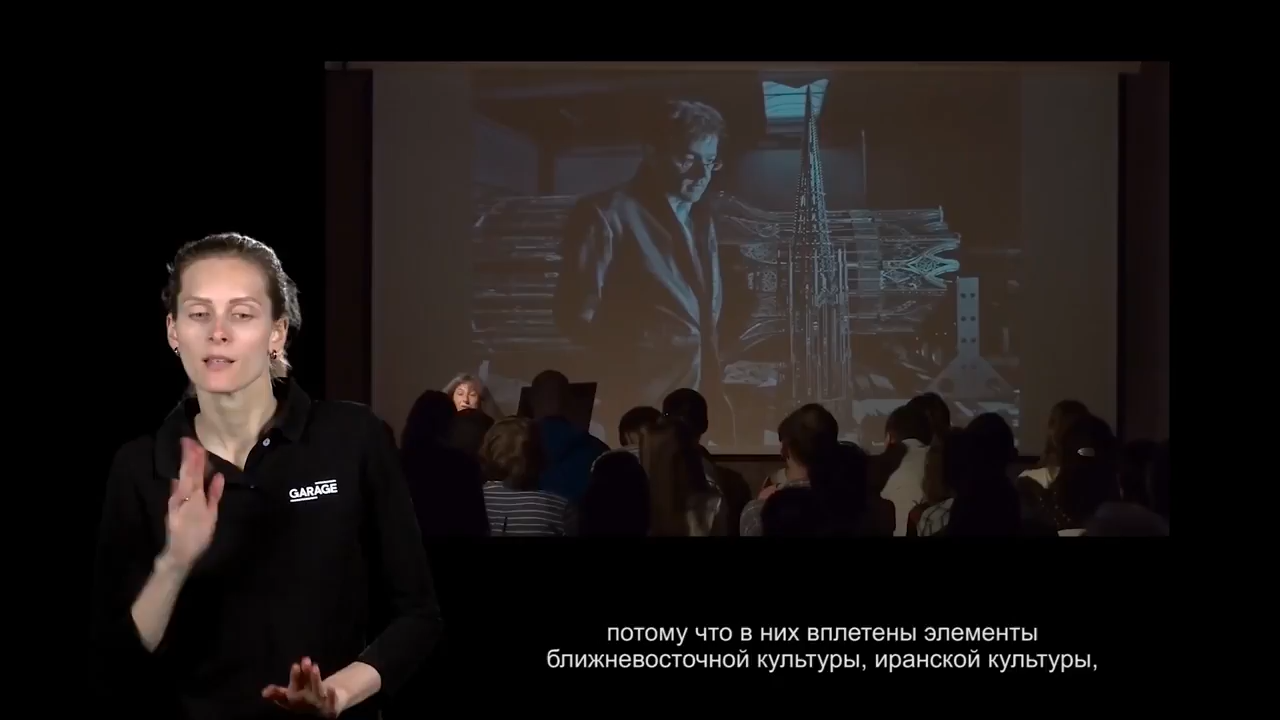 GARAGE
потому что в них вплетены элементы
ближневосточной культуры, иранской культуры,